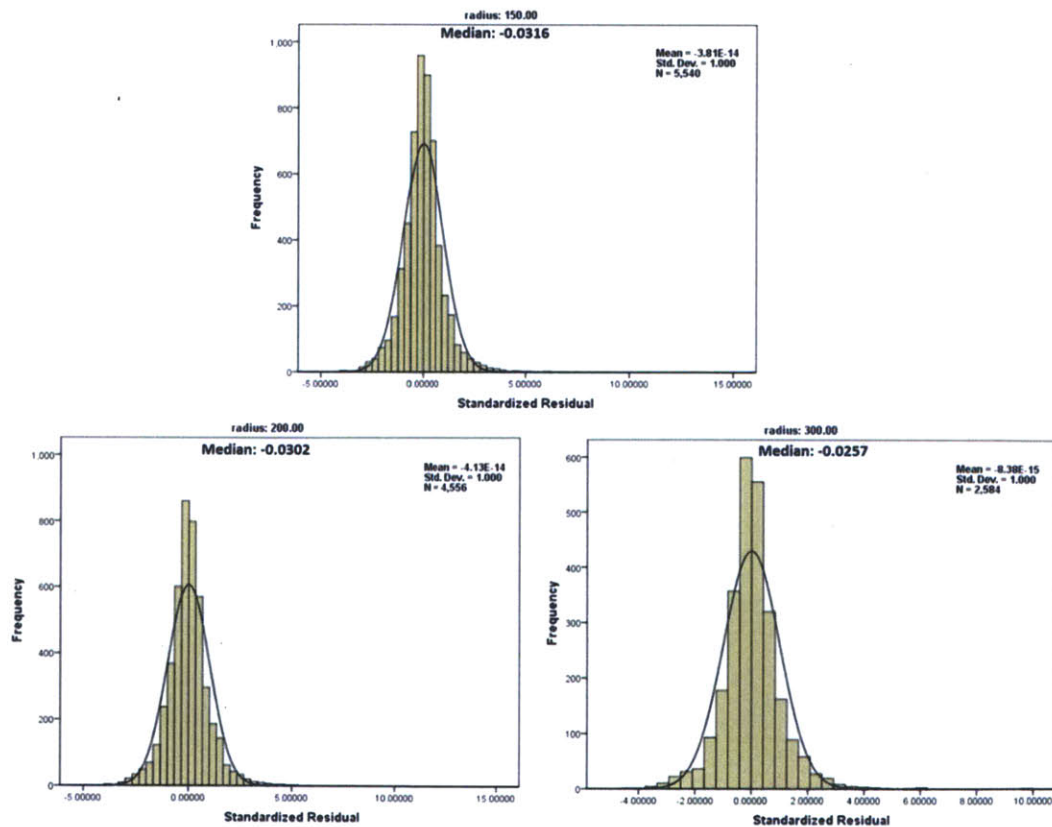 radius: 150.00
Median: -0.0316
Mean = -3.81E-14
Std. Dev. = 1.000
N = 5,540
1,000
800
600
400
200
0
Frequency
-5.00000 0.00000 5.00000 10.00000 15.00000
Standardized Residual
radius: 200.00
Median: -0.0302
Mean = -4.13E-14
Std. Dev. = 1.000
N = 4,556
1,000
800
600
400
200
0
Frequency
-5.00000 0.00000 5.00000 10.00000 15.00000
Standardized Residual
radius: 300.00
Median: -0.0257
Mean = -8.38E-15
Std. Dev. = 1.000
N = 2,584
600
500
400
300
200
100
0
Frequency
-4.00000 -2.00000 0.00000 2.00000 4.00000 6.00000 8.00000 10.00000
Standardized Residual